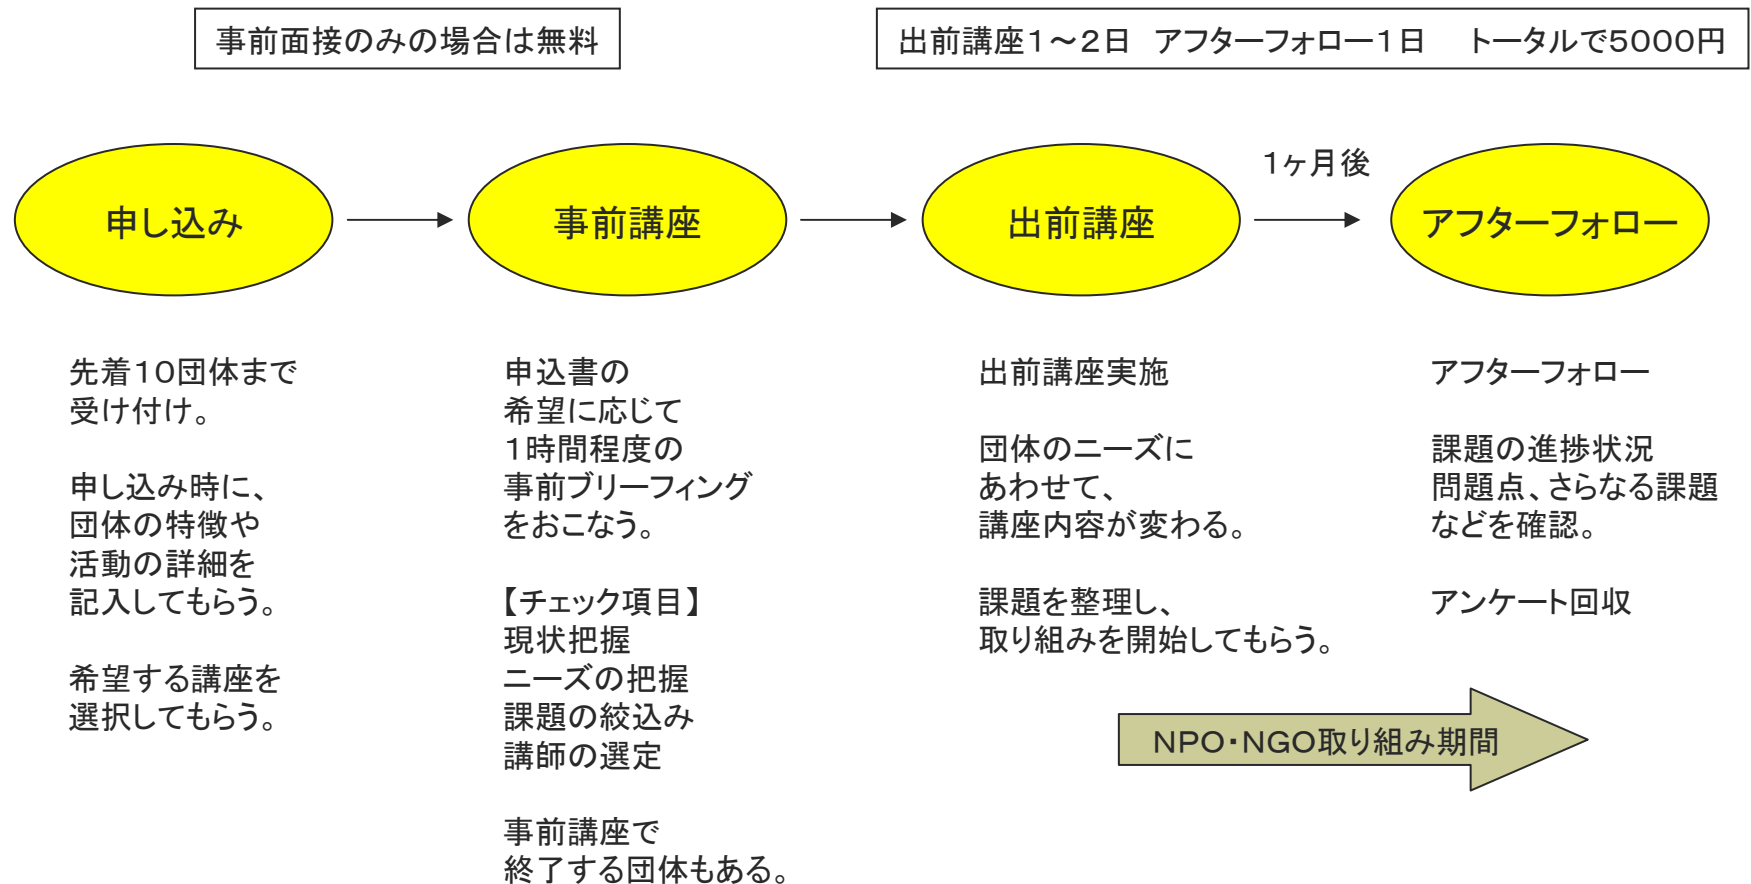 事前面接のみの場合は無料
出前講座１～２日　アフターフォロー１日　　トータルで５０００円
申し込み
事前講座
出前講座
１ヶ月後
アフターフォロー
先着１０団体まで
受け付け。
申し込み時に、
団体の特徴や
活動の詳細を
記入してもらう。
希望する講座を
選択してもらう。
申込書の
希望に応じて
１時間程度の
事前ブリーフィング
をおこなう。
【チェック項目】
現状把握
ニーズの把握
課題の絞込み
講師の選定
事前講座で
終了する団体もある。
出前講座実施
団体のニーズに
あわせて、
講座内容が変わる。
課題を整理し、
取り組みを開始してもらう。
アフターフォロー
課題の進捗状況
問題点、さらなる課題
などを確認。
アンケート回収
ＮＰＯ・ＮＧＯ取り組み期間